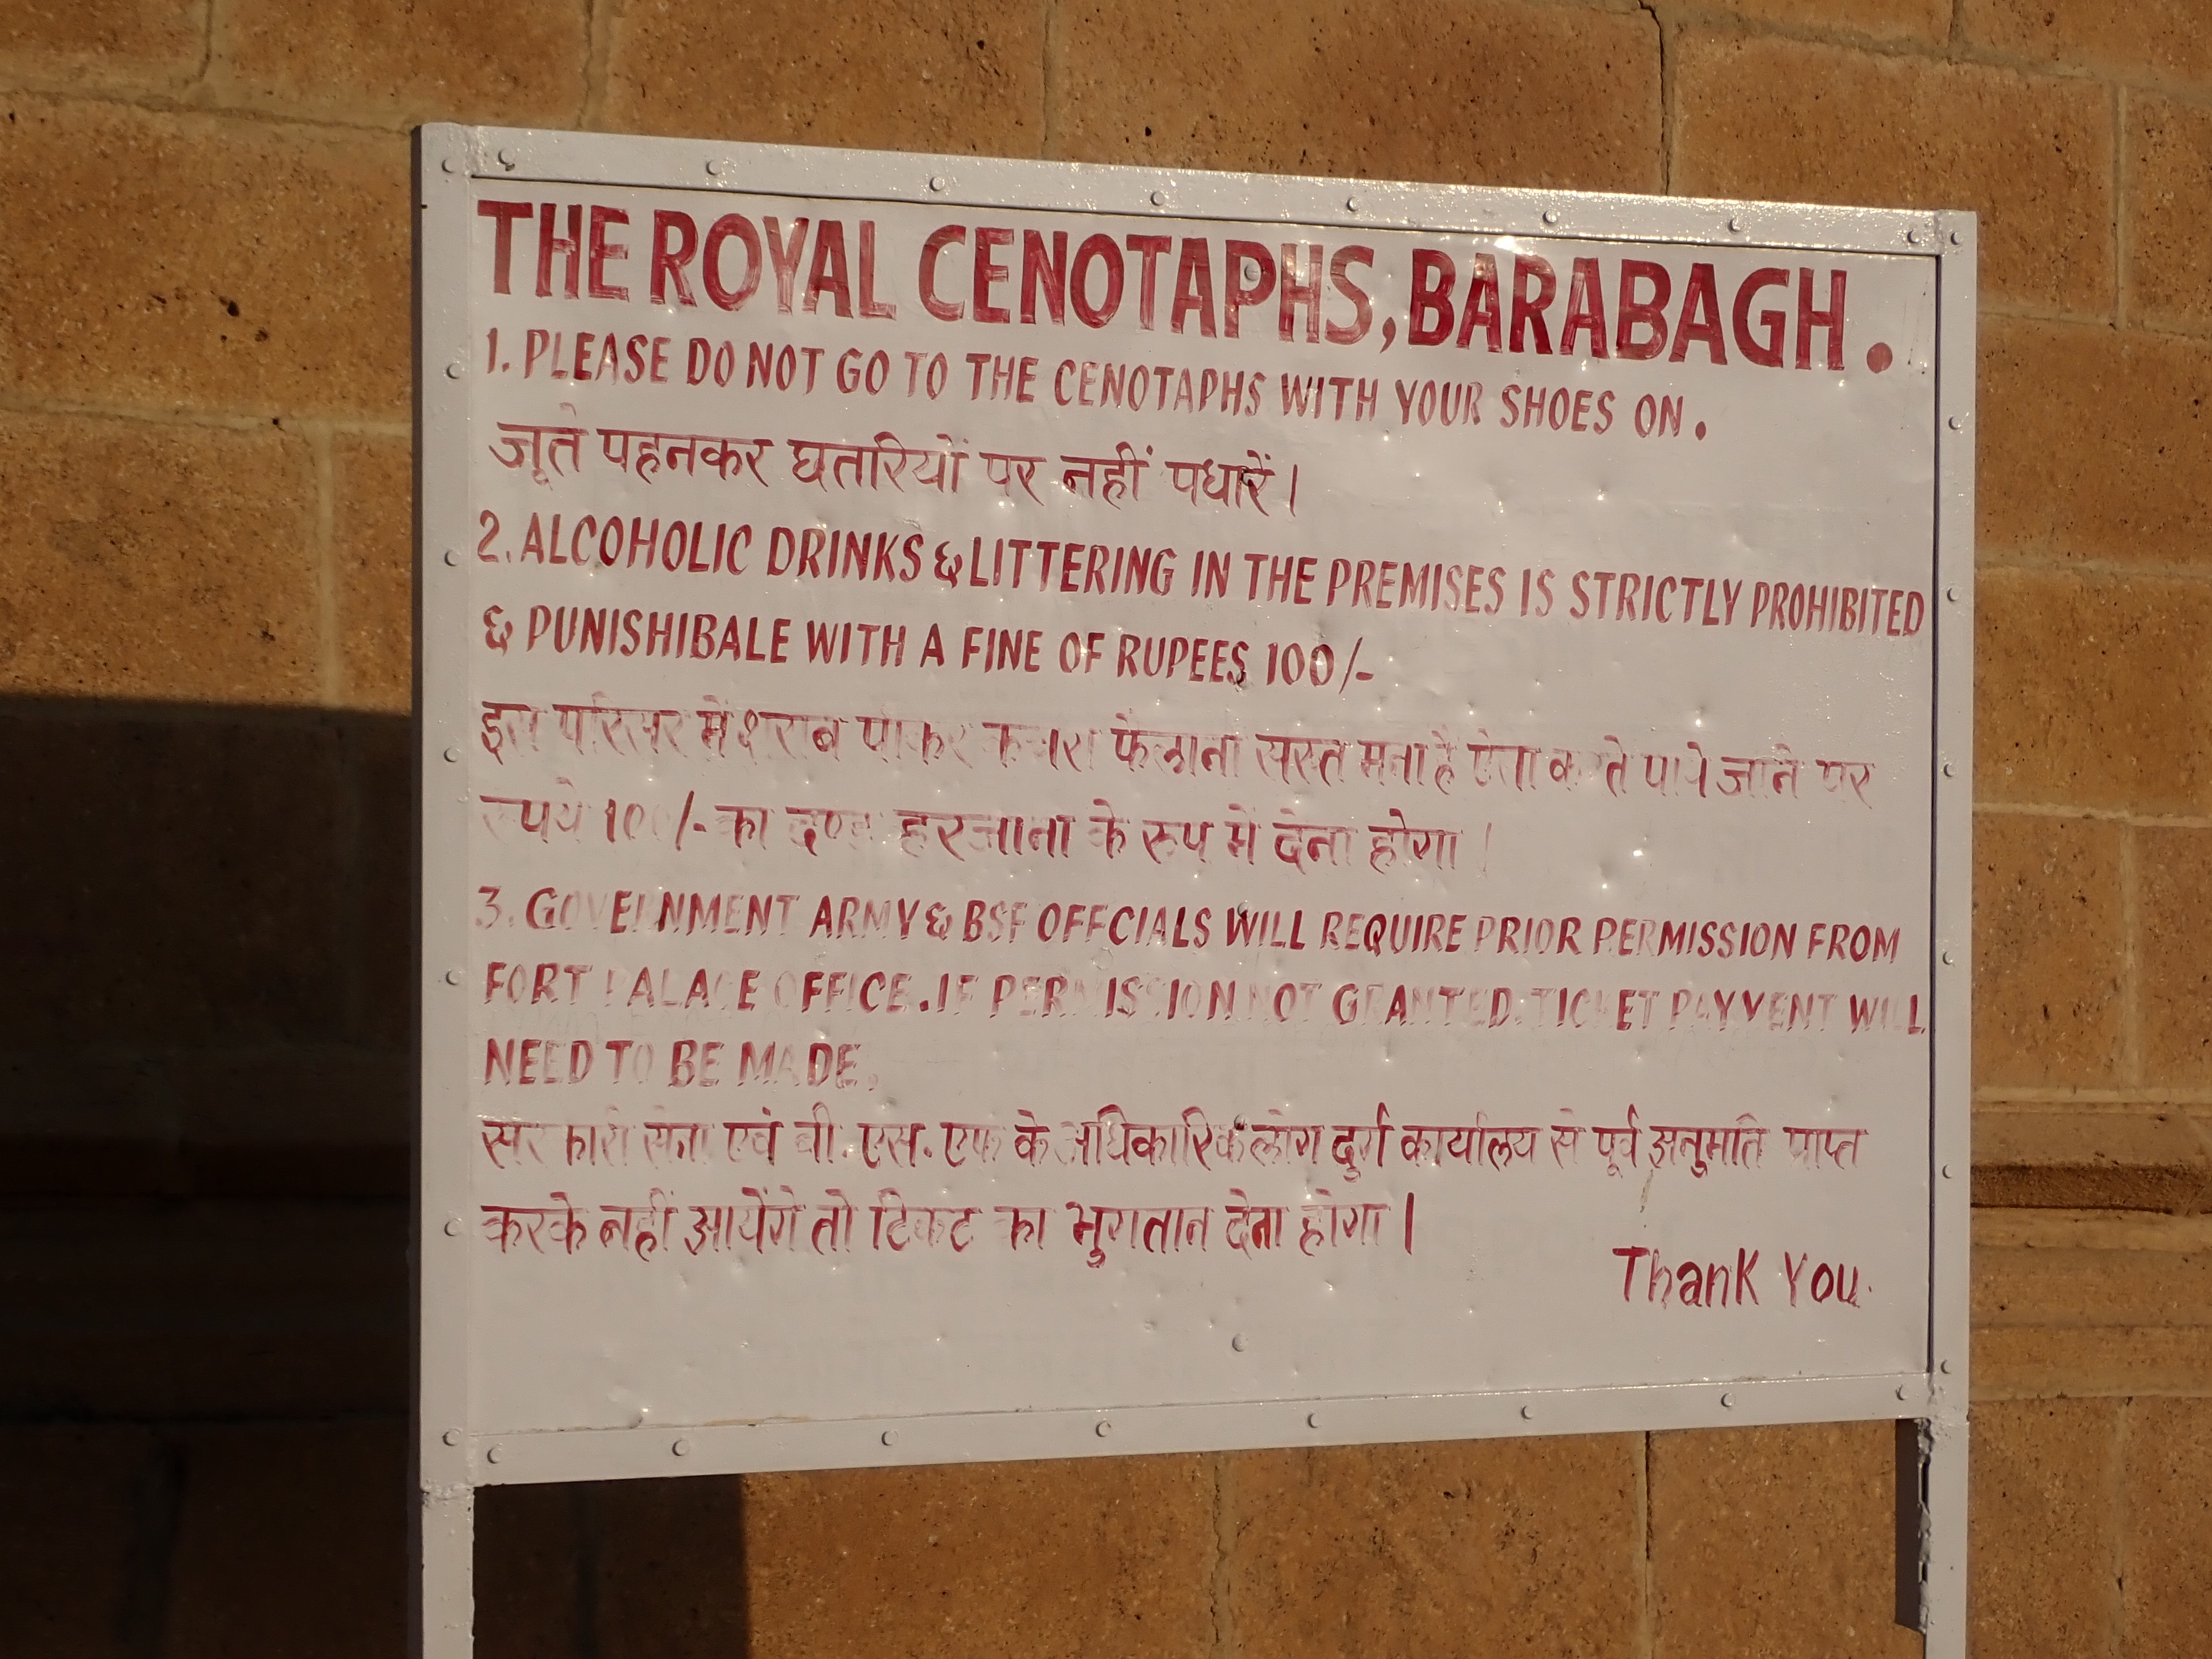 THE ROYAL CENOTAPHS, BARABAGH.
1. PLEASE DO NOT GO TO THE CENOTAPHS WITH YOUR SHOES ON.
जूते पहनकर छतरियों पर नहीं पधारें।
2. ALCOHOLIC DRINKS & LITTERING IN THE PREMISES IS STRICTLY PROHIBITED
& PUNISHIBALE WITH A FINE OF RUPEES 100/-
इस परिसर में शराब पीकर कचरा फैलाना सख्त मना है ऐसा करते पाये जाने पर
रूपये 100/- का दण्ड हरजाना के रूप में देना होगा।
3. GOVERNMENT ARMY & BSF OFFCIALS WILL REQUIRE PRIOR PERMISSION FROM
FORT PALACE OFFICE. IF PERMISSION NOT GRANTED. TICKET PAYMENT WILL
NEED TO BE MADE.
सरकारी सेना एवं बी. एस. एफ के अधिकारिक लोग दुर्ग कार्यालय से पूर्व अनुमति प्राप्त
करके नहीं आयेंगे तो टिकट का भुगतान देना होगा।
Thank You.